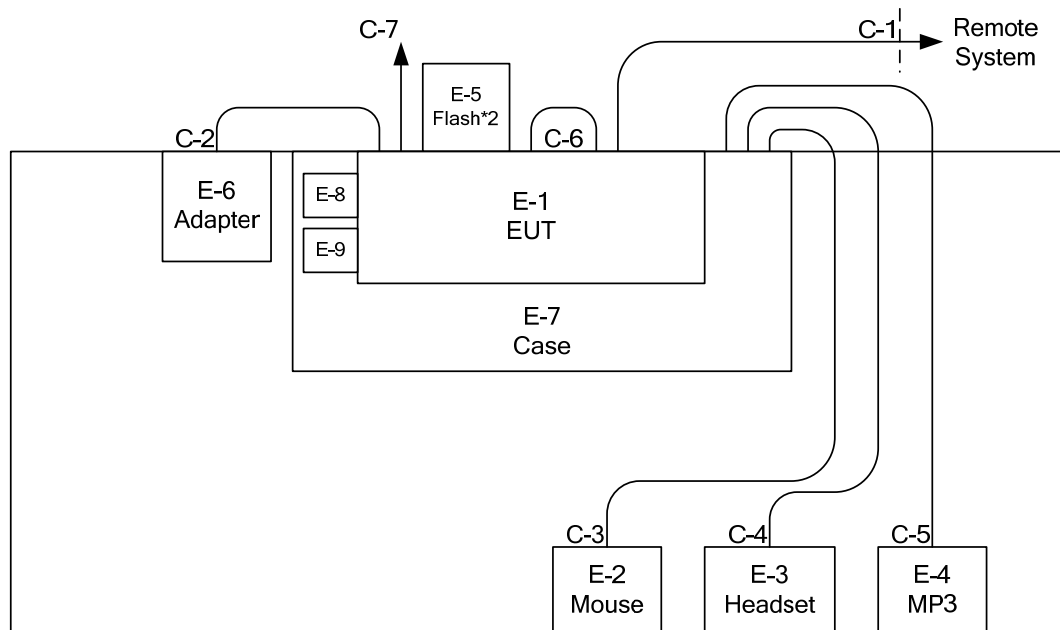 C-7
C-1
Remote
System
E-5
Flash*2
C-2
C-6
E-6
Adapter
E-8
E-1
EUT
E-9
E-7
Case
C-3
C-4
C-5
E-2
Mouse
E-3
Headset
E-4
MP3